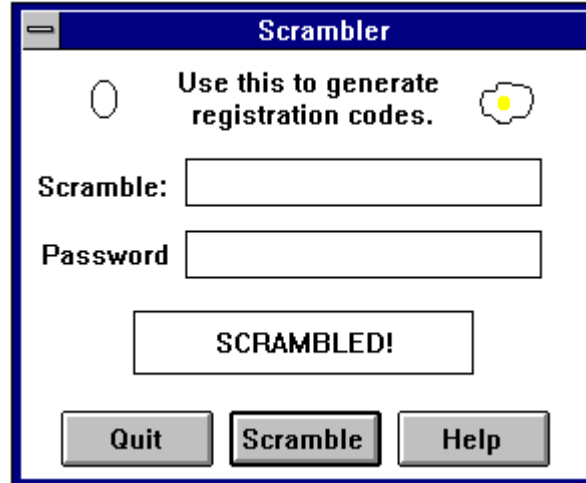 Scrambler
Use this to generate
registration codes.
Scramble:
Password
SCRAMBLED!
Quit Scramble Help